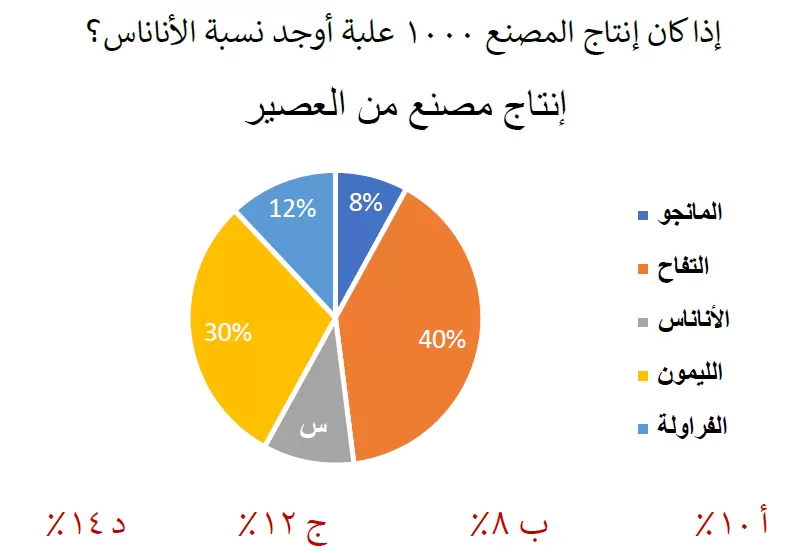 إذا كان إنتاج المصنع ١٠٠٠ علبة أوجد نسبة الأناناس؟
إنتاج مصنع من العصير
12%
8%
30%
40%
س
المانجو
التفاح
الأناناس
الليمون
الفراولة
أ ١٠٪ ب ٨٪ ج ١٢٪ د ١٤٪